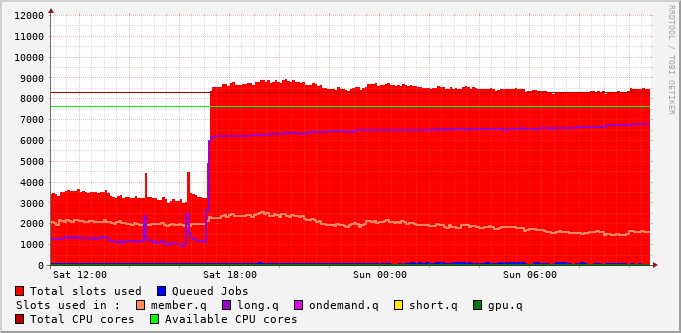 12000
11000
10000
9000
8000
7000
6000
5000
4000
3000
2000
1000
0
Sat 12:00 Sat 18:00 Sun 00:00 Sun 06:00
Total slots used Queued Jobs
Slots used in : member.q long.q ondemand.q short.q gpu.q
Total CPU cores Available CPU cores
RRDTOOL / TOBI OETIKER